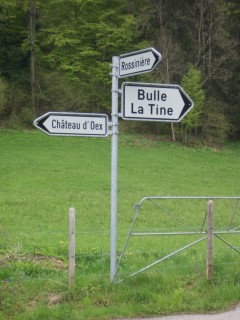 Rossinière
Bulle
La Tine
Château d'Oex